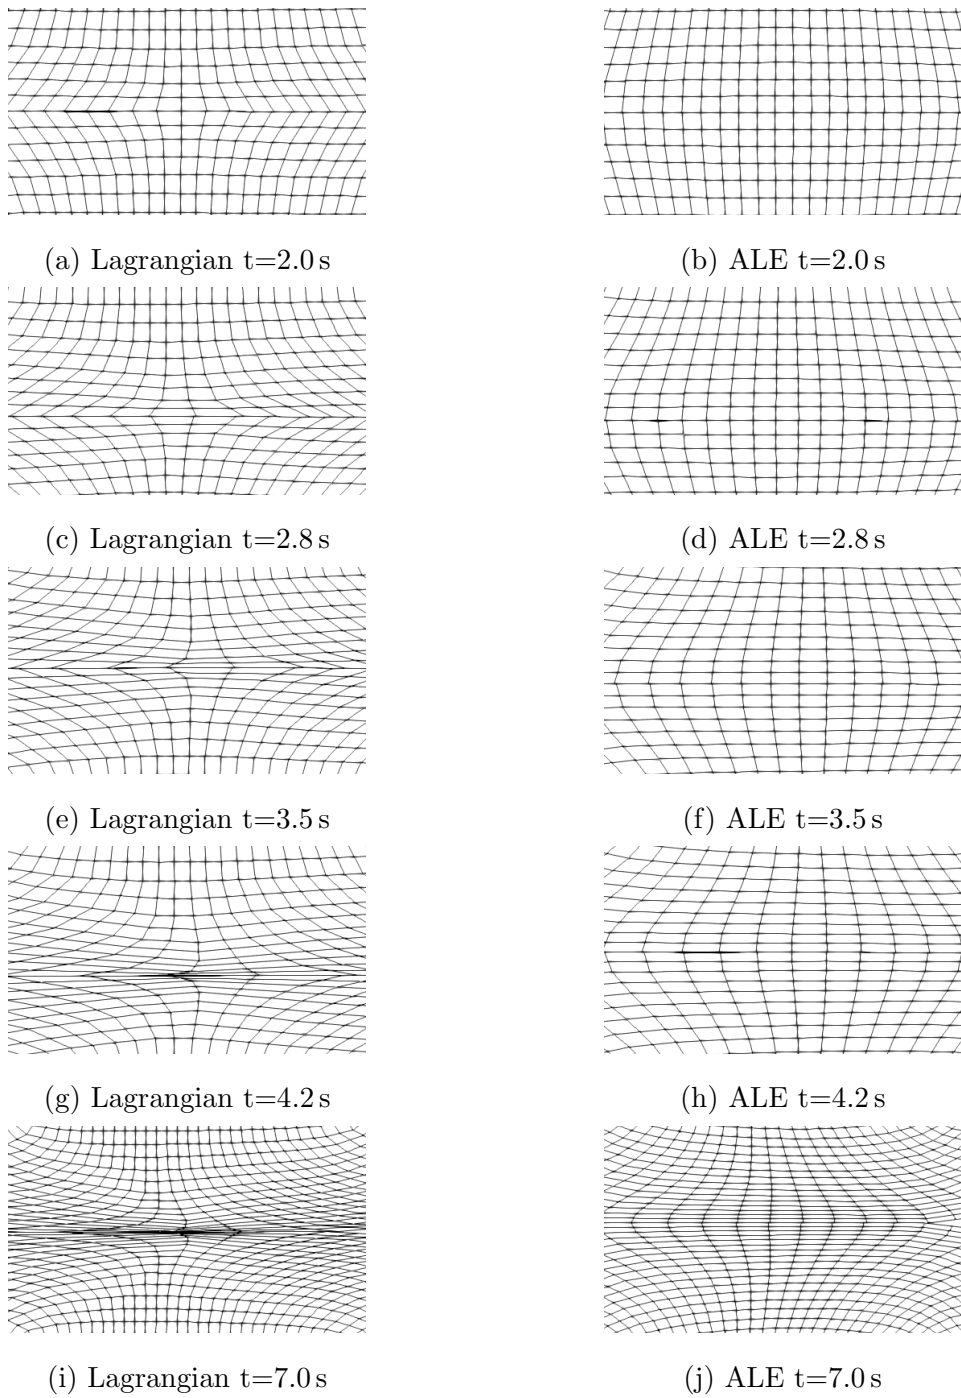 (a) Lagrangian t=2.0 s
(b) ALE t=2.0 s
(c) Lagrangian t=2.8 s
(d) ALE t=2.8 s
(e) Lagrangian t=3.5 s
(f) ALE t=3.5 s
(g) Lagrangian t=4.2 s
(h) ALE t=4.2 s
(i) Lagrangian t=7.0 s
(j) ALE t=7.0 s